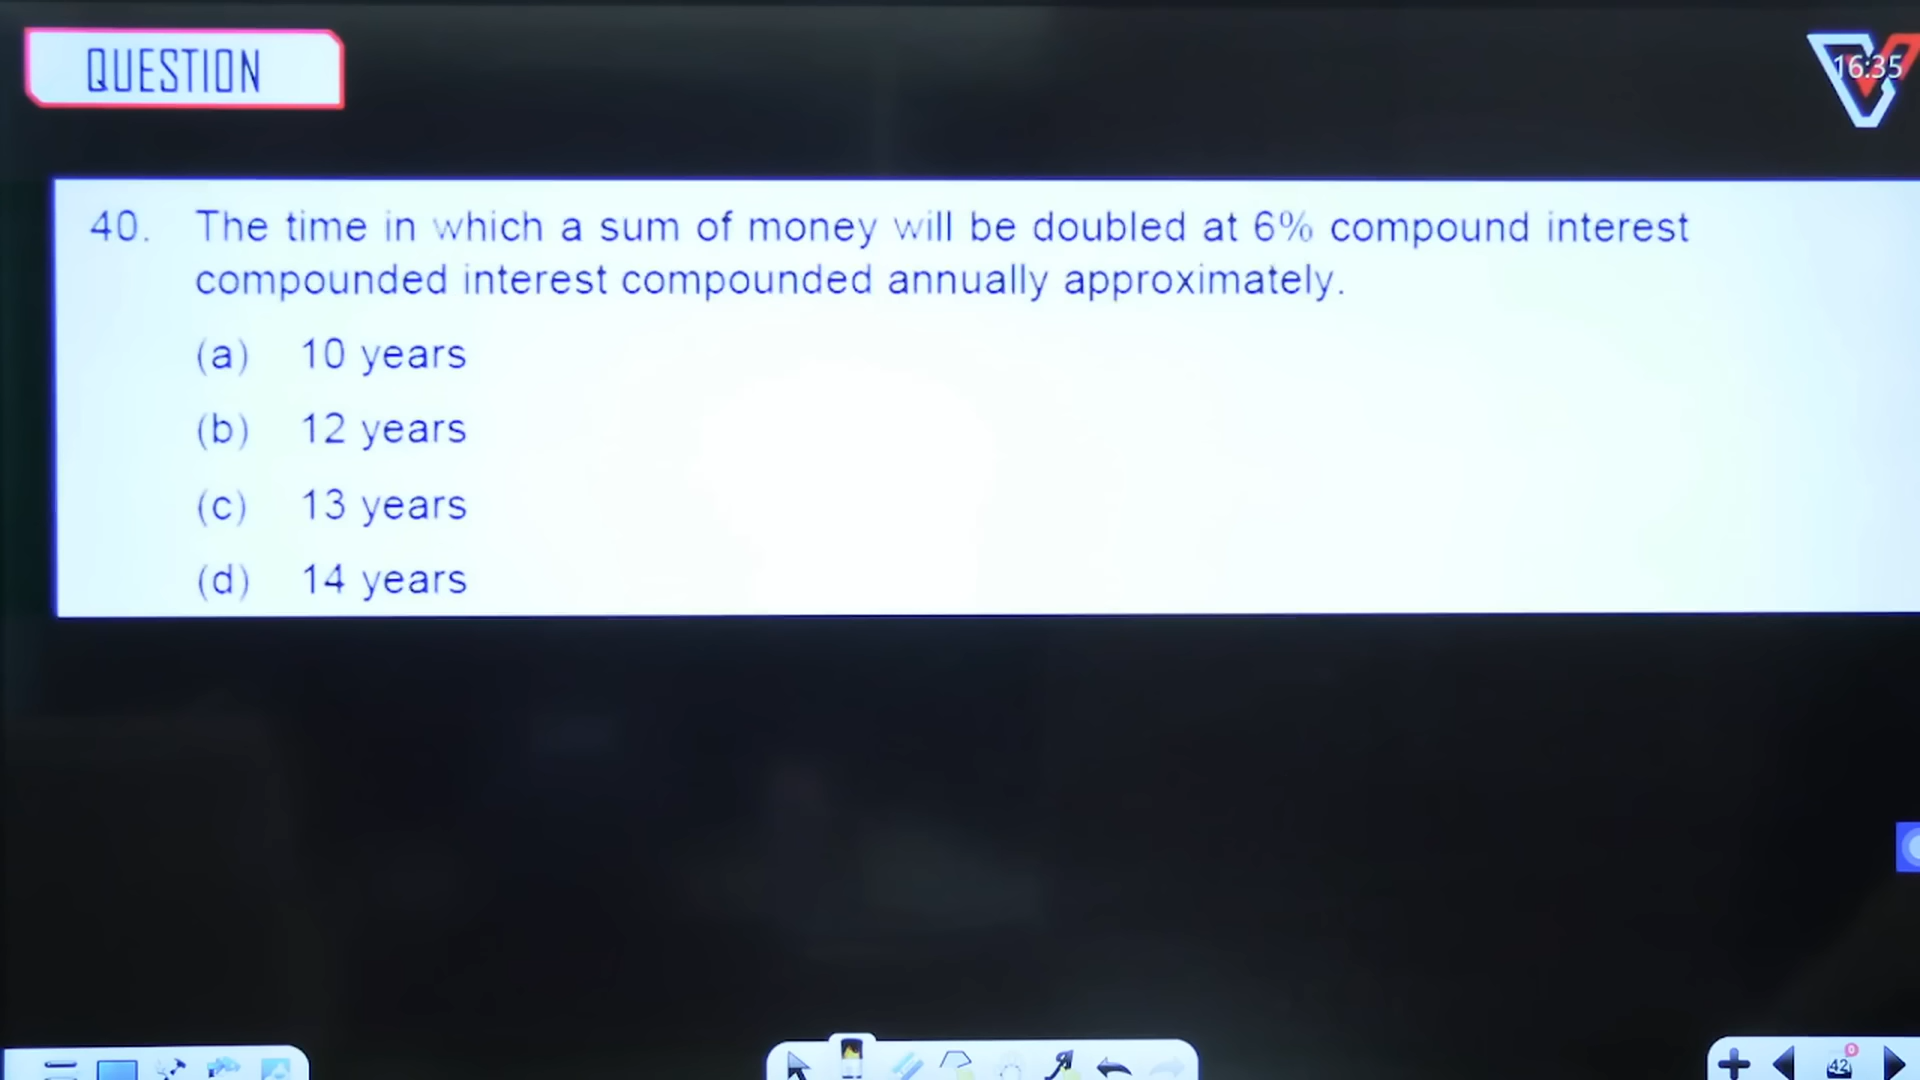 QUESTION
16:35
40. The time in which a sum of money will be doubled at 6% compound interest
compounded interest compounded annually approximately.
(a) 10 years
(b) 12 years
(c) 13 years
(d) 14 years
0
42